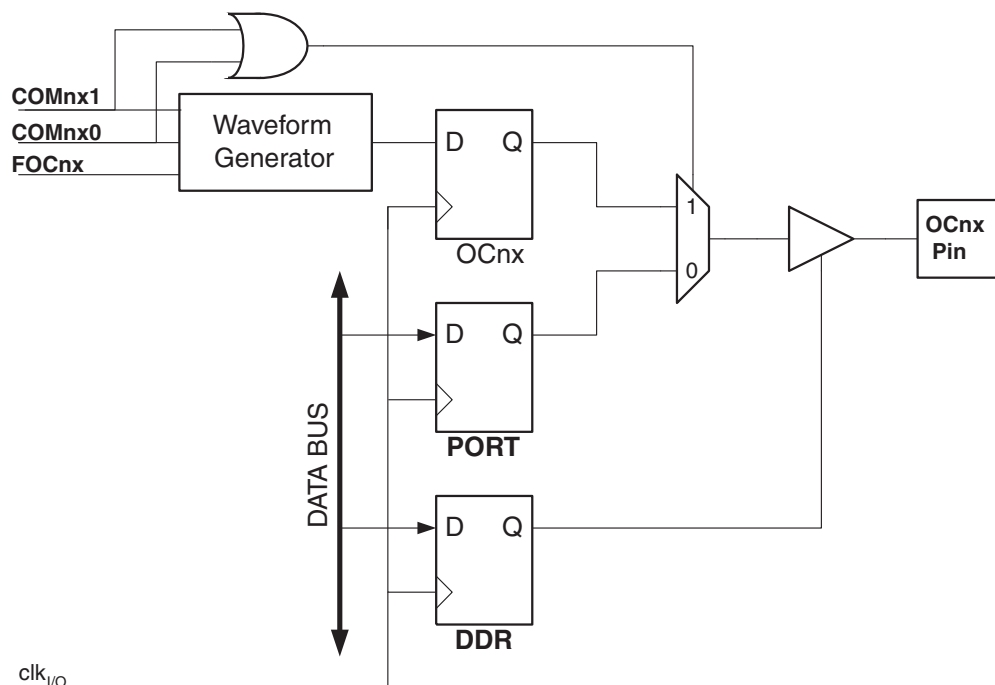 COMnx1
COMnx0
FOCnx
Waveform
Generator
D Q
OCnx
1
0
OCnx
Pin
D Q
PORT
DATA BUS
D Q
DDR
clkI/O